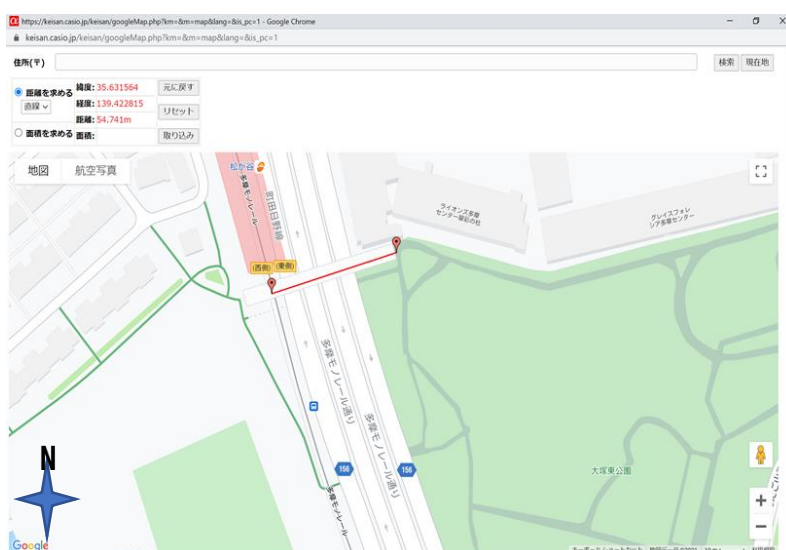 https://keisan.casio.jp/keisan/googleMap.php?km=&m=map&lang=&is_pc=1 - Google Chrome
keisan.casio.jp/keisan/googleMap.php?km=&m=map&lang=&is_pc=1
住所(〒)
検索 現在地
距離を求める 緯度: 35.631564 元に戻す
直線 経度: 139.422815 リセット
距離: 54.741m
面積を求める 面積: 取り込み
地図 航空写真
松が谷
多摩モノレール
町田日野線
ライオンズ多摩
センター翠彩の杜
グレイスフォレ
シア多摩センター
(西側) (東側)
多摩モノレール通り
多摩モノレール通り
156
156
大塚東公園
多摩モノレール
N
Google